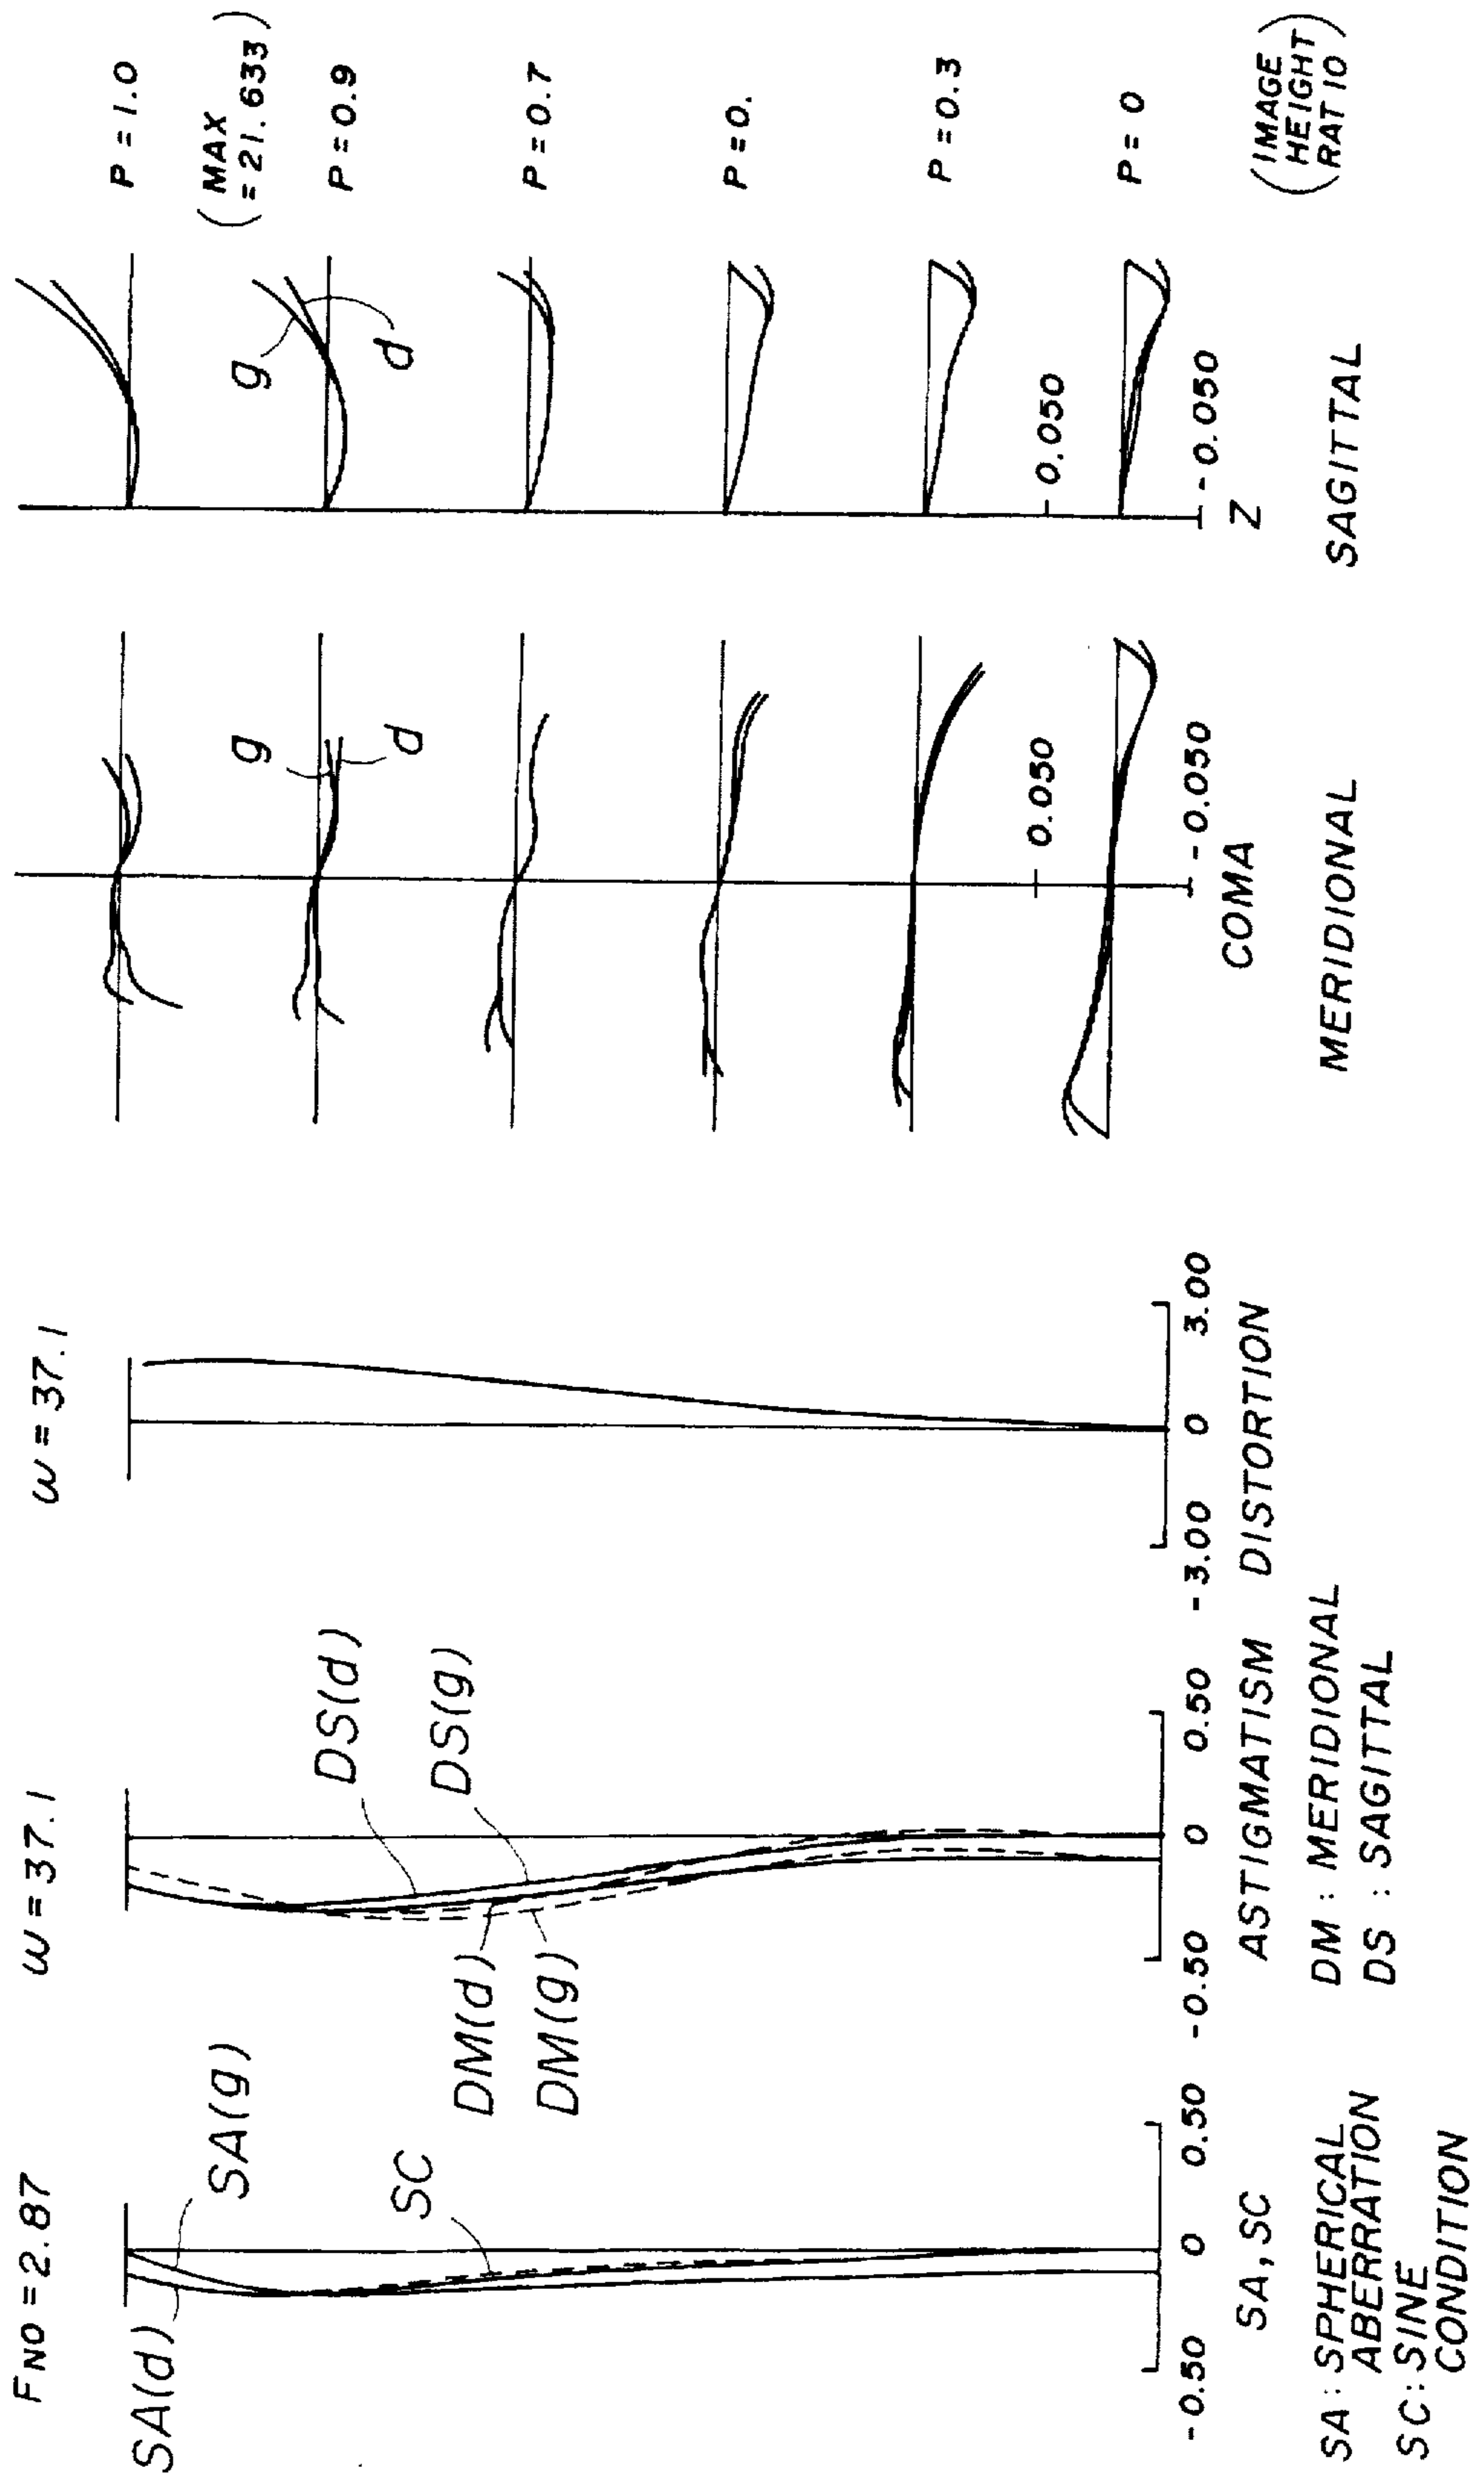 FNO=2.87
SA(d)
SA(g)
SC
-0.50 0 0.50
SA, SC
SA: SPHERICAL
ABERRATION
SC: SINE
CONDITION
ω=37.1
DS(d)
DS(g)
DM(d)
DM(g)
-0.50 0 0.50
ASTIGMATISM
DM: MERIDIONAL
DS: SAGITTAL
ω=37.1
-3.00 0 3.00
DISTORTION
g
d
0.050
-0.050
COMA
MERIDIONAL
g
d
0.050
-0.050
Z
SAGITTAL
P=1.0
(MAX
=21.633)
P=0.9
P=0.7
P=0.
P=0.3
P=0
(IMAGE
HEIGHT
RATIO)